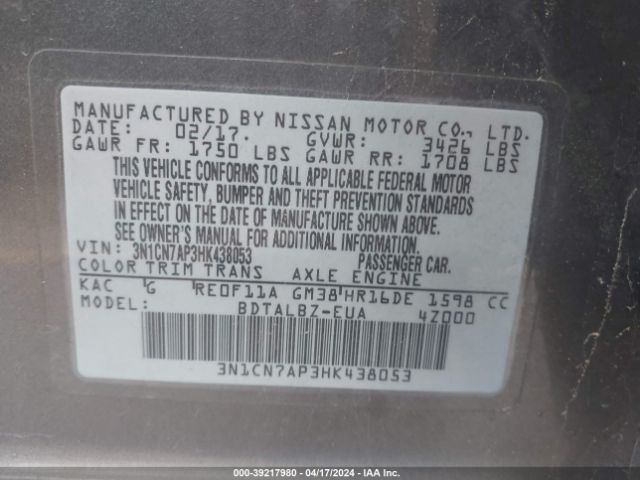 MANUFACTURED BY NISSAN MOTOR CO., LTD.
DATE: 02/17. GVWR: 3426 LBS
GAWR FR: 1750 LBS GAWR RR: 1708 LBS
THIS VEHICLE CONFORMS TO ALL APPLICABLE FEDERAL MOTOR
VEHICLE SAFETY, BUMPER AND THEFT PREVENTION STANDARDS
IN EFFECT ON THE DATE OF MANUFACTURE SHOWN ABOVE.
SEE OWNER'S MANUAL FOR ADDITIONAL INFORMATION.
VIN: 3N1CN7AP3HK438053 PASSENGER CAR.
COLOR TRIM TRANS AXLE ENGINE
KAC G RE0F11A GM38 HR16DE 1598 CC
MODEL: BDTALBZ-EUA 4Z000
3N1CN7AP3HK438053
000-39217980 - 04/17/2024 - IAA Inc.